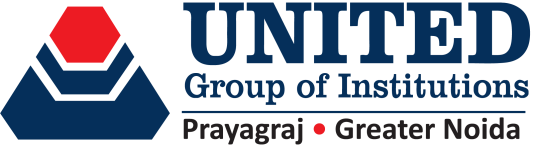 UNITED
Group of Institutions
Prayagraj • Greater Noida